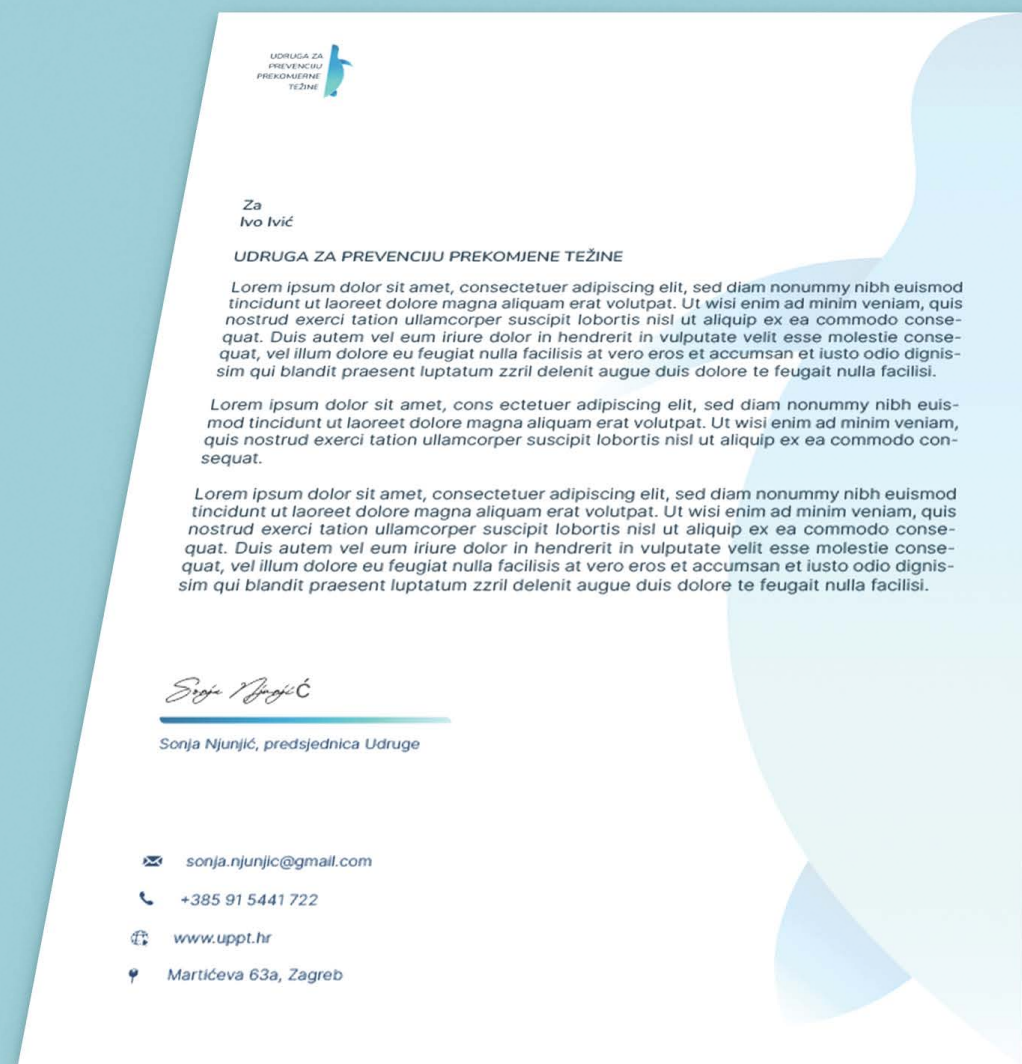 UDRUGA ZA
PREVENCIJU
PREKOMJERNE
TEŽINE
Za
Ivo Ivić
UDRUGA ZA PREVENCIJU PREKOMJENE TEŽINE
Lorem ipsum dolor sit amet, consectetuer adipiscing elit, sed diam nonummy nibh euismod
tincidunt ut laoreet dolore magna aliquam erat volutpat. Ut wisi enim ad minim veniam, quis
nostrud exerci tation ullamcorper suscipit lobortis nisl ut aliquip ex ea commodo conse-
quat. Duis autem vel eum iriure dolor in hendrerit in vulputate velit esse molestie conse-
quat, vel illum dolore eu feugiat nulla facilisis at vero eros et accumsan et iusto odio dignis-
sim qui blandit praesent luptatum zzril delenit augue duis dolore te feugait nulla facilisi.
Lorem ipsum dolor sit amet, cons ectetuer adipiscing elit, sed diam nonummy nibh euis-
mod tincidunt ut laoreet dolore magna aliquam erat volutpat. Ut wisi enim ad minim veniam,
quis nostrud exerci tation ullamcorper suscipit lobortis nisl ut aliquip ex ea commodo con-
sequat.
Lorem ipsum dolor sit amet, consectetuer adipiscing elit, sed diam nonummy nibh euismod
tincidunt ut laoreet dolore magna aliquam erat volutpat. Ut wisi enim ad minim veniam, quis
nostrud exerci tation ullamcorper suscipit lobortis nisl ut aliquip ex ea commodo conse-
quat. Duis autem vel eum iriure dolor in hendrerit in vulputate velit esse molestie conse-
quat, vel illum dolore eu feugiat nulla facilisis at vero eros et accumsan et iusto odio dignis-
sim qui blandit praesent luptatum zzril delenit augue duis dolore te feugait nulla facilisi.
Sonja Njunjić
Sonja Njunjić, predsjednica Udruge
sonja.njunjic@gmail.com
+385 91 5441 722
www.uppt.hr
Martićeva 63a, Zagreb